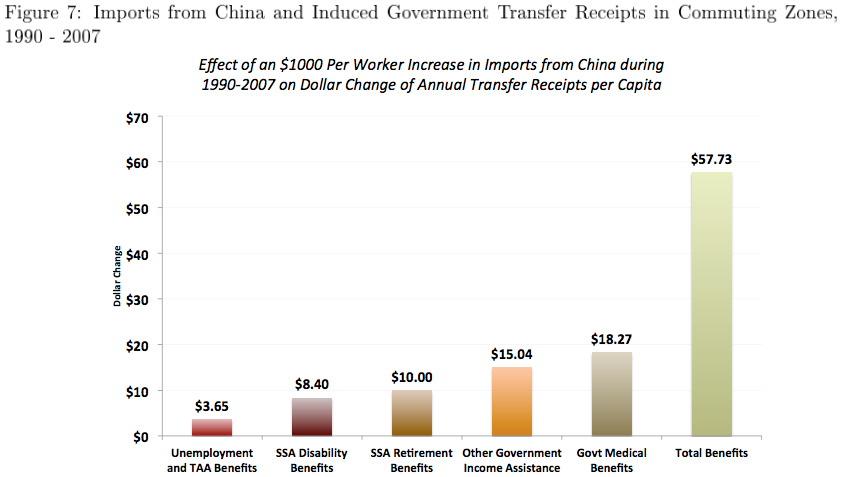 Figure 7: Imports from China and Induced Government Transfer Receipts in Commuting Zones,
1990 - 2007
Effect of an $1000 Per Worker Increase in Imports from China during
1990-2007 on Dollar Change of Annual Transfer Receipts per Capita
Dollar Change
$70
$60
$50
$40
$30
$20
$10
$0
$3.65
$8.40
$10.00
$15.04
$18.27
$57.73
Unemployment
and TAA Benefits
SSA Disability
Benefits
SSA Retirement
Benefits
Other Government
Income Assistance
Govt Medical
Benefits
Total Benefits